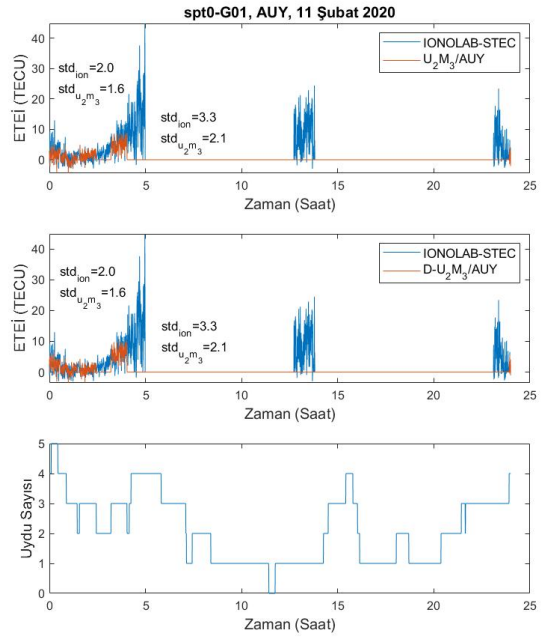 spt0-G01, AUY, 11 Şubat 2020
ETEİ (TECU)
40
30
20
10
0
std_ion=2.0
std_u₂m₃=1.6
std_ion=3.3
std_u₂m₃=2.1
IONOLAB-STEC
U₂M₃/AUY
0 5 10 15 20 25
Zaman (Saat)
ETEİ (TECU)
40
30
20
10
0
std_ion=2.0
std_u₂m₃=1.6
std_ion=3.3
std_u₂m₃=2.1
IONOLAB-STEC
D-U₂M₃/AUY
0 5 10 15 20 25
Zaman (Saat)
Uydu Sayısı
5
4
3
2
1
0
0 5 10 15 20 25
Zaman (Saat)